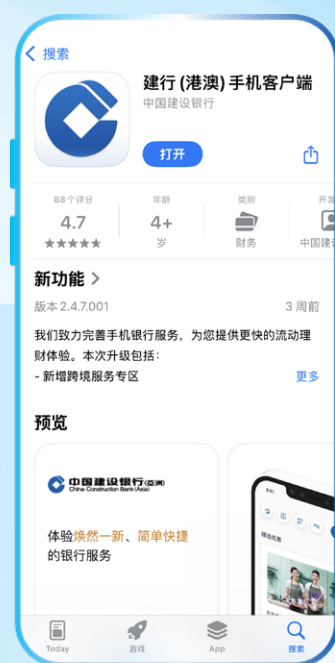 搜索
建行(港澳)手机客户端
中国建设银行
打开
88个评分
年龄
类别
4.7
4+
岁
财务
中国建
新功能
版本 2.4.7.001
3 周前
我们致力完善手机银行服务，为您提供更快的流动理
财体验。本次升级包括：
- 新增跨境服务专区
更多
预览
中国建设银行(亚洲)
China Construction Bank (Asia)
体验焕然一新、简单快捷
的银行服务
Today
游戏
App
搜索